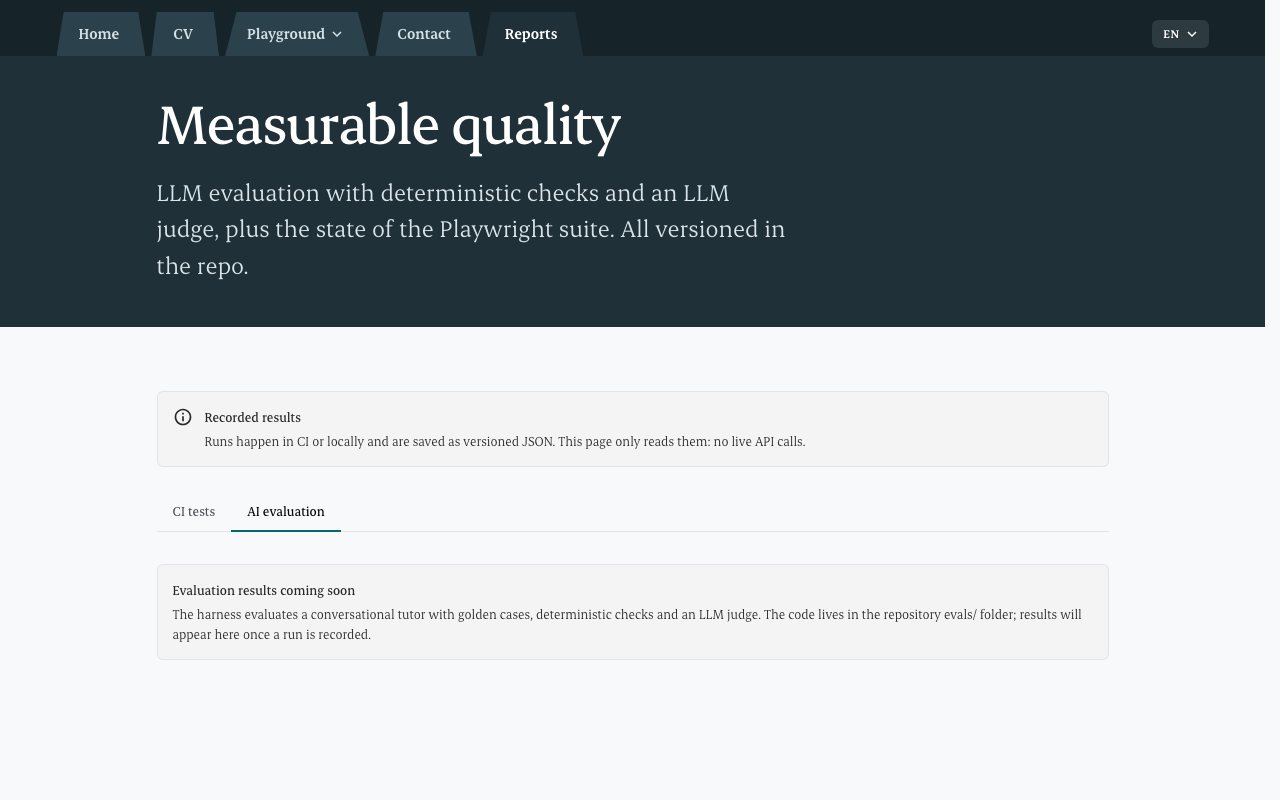 Home
CV
Playground
Contact
Reports
EN
Measurable quality
LLM evaluation with deterministic checks and an LLM
judge, plus the state of the Playwright suite. All versioned in
the repo.
Recorded results
Runs happen in CI or locally and are saved as versioned JSON. This page only reads them: no live API calls.
CI tests
AI evaluation
Evaluation results coming soon
The harness evaluates a conversational tutor with golden cases, deterministic checks and an LLM judge. The code lives in the repository evals/ folder; results will
appear here once a run is recorded.